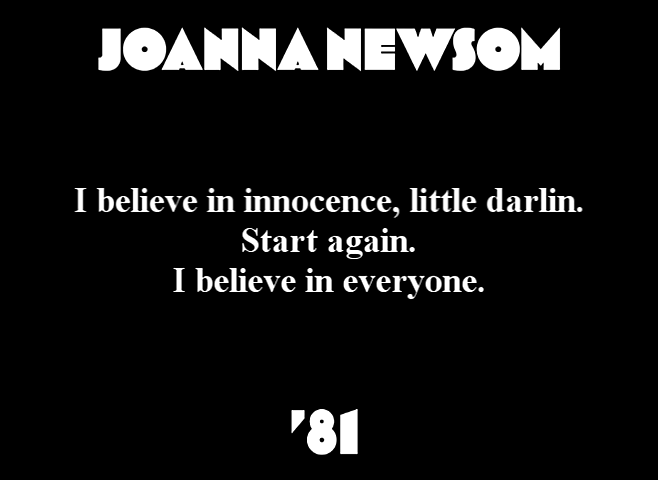 JOANNA NEWSOM
I believe in innocence, little darlin.
Start again.
I believe in everyone.
'81